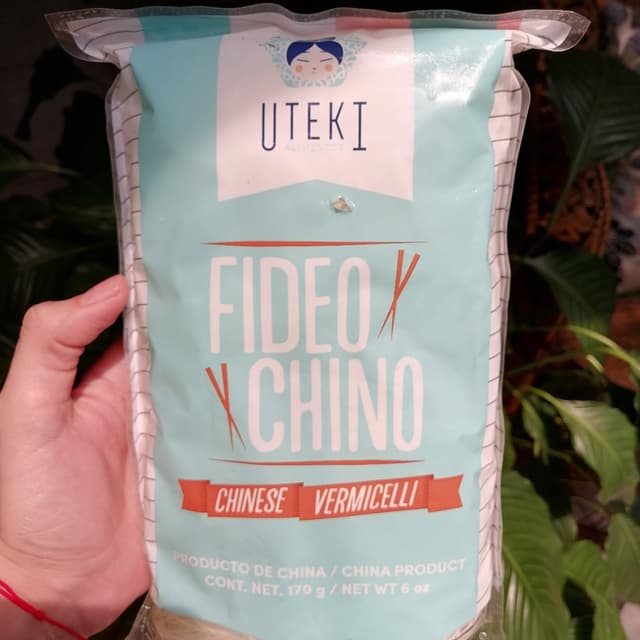 UTEKI
FIDEO
CHINO
CHINESE VERMICELLI
PRODUCTO DE CHINA / CHINA PRODUCT
CONT. NET. 170 g / NET WT 6 oz